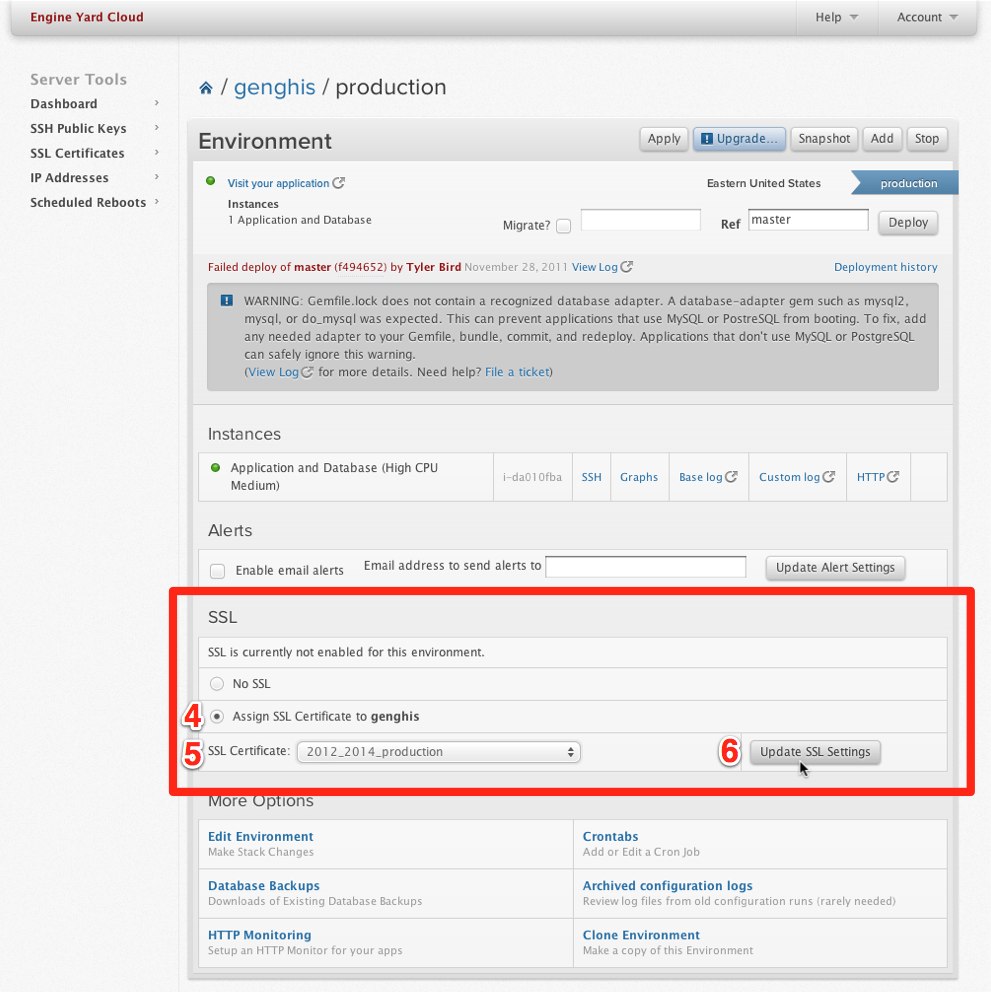 Engine Yard Cloud
Help
Account
Server Tools
Dashboard
SSH Public Keys
SSL Certificates
IP Addresses
Scheduled Reboots
/ genghis / production
Environment
Apply
Upgrade...
Snapshot
Add
Stop
Visit your application
Eastern United States
production
Instances
1 Application and Database
Migrate?
Ref
master
Deploy
Failed deploy of master (f494652) by Tyler Bird November 28, 2011 View Log
Deployment history
WARNING: Gemfile.lock does not contain a recognized database adapter. A database-adapter gem such as mysql2,
mysql, or do_mysql was expected. This can prevent applications that use MySQL or PostreSQL from booting. To fix, add
any needed adapter to your Gemfile, bundle, commit, and redeploy. Applications that don't use MySQL or PostgreSQL
can safely ignore this warning.
(View Log for more details. Need help? File a ticket)
Instances
Application and Database (High CPU
Medium)
i-da010fba
SSH
Graphs
Base log
Custom log
HTTP
Alerts
Enable email alerts
Email address to send alerts to
Update Alert Settings
SSL
SSL is currently not enabled for this environment.
No SSL
4
Assign SSL Certificate to genghis
5
SSL Certificate:
2012_2014_production
6
Update SSL Settings
More Options
Edit Environment
Make Stack Changes
Crontabs
Add or Edit a Cron Job
Database Backups
Downloads of Existing Database Backups
Archived configuration logs
Review log files from old configuration runs (rarely needed)
HTTP Monitoring
Setup an HTTP Monitor for your apps
Clone Environment
Make a copy of this Environment